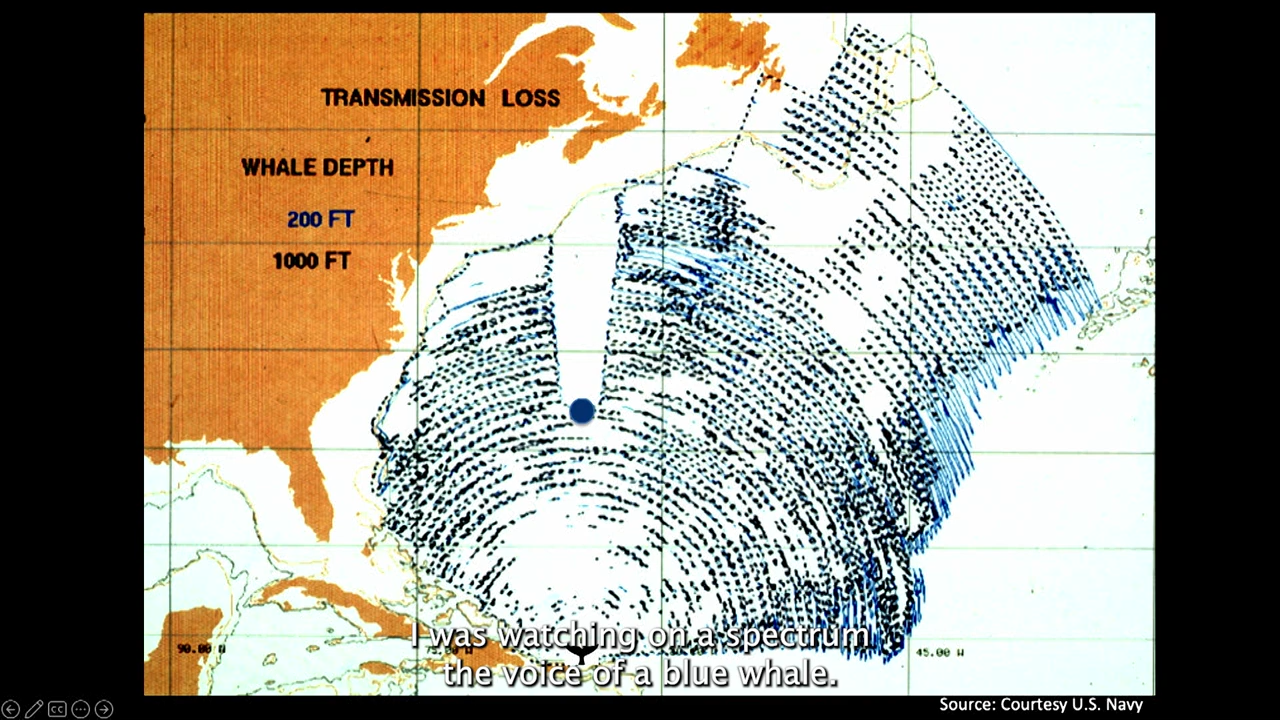 TRANSMISSION LOSS
WHALE DEPTH
200 FT
1000 FT
90.00 W
45.00 W
I was watching on a spectrum
the voice of a blue whale.
Source: Courtesy U.S. Navy
CC